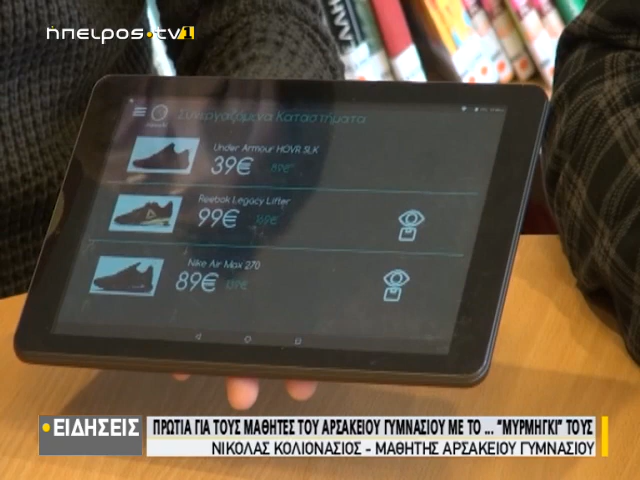 ηπειρος.tv1
Συνεργαζόμενα Καταστήματα
Under Armour HOVR SLK
39€
Reebok Legacy Lifter
99€
Nike Air Max 270
89€
•ΕΙΔΗΣΕΙΣ
ΠΡΩΤΙΑ ΓΙΑ ΤΟΥΣ ΜΑΘΗΤΕΣ ΤΟΥ ΑΡΣΑΚΕΙΟΥ ΓΥΜΝΑΣΙΟΥ ΜΕ ΤΟ ... “ΜΥΡΜΗΓΚΙ” ΤΟΥΣ
ΝΙΚΟΛΑΣ ΚΟΛΙΟΝΑΣΙΟΣ - ΜΑΘΗΤΗΣ ΑΡΣΑΚΕΙΟΥ ΓΥΜΝΑΣΙΟΥ